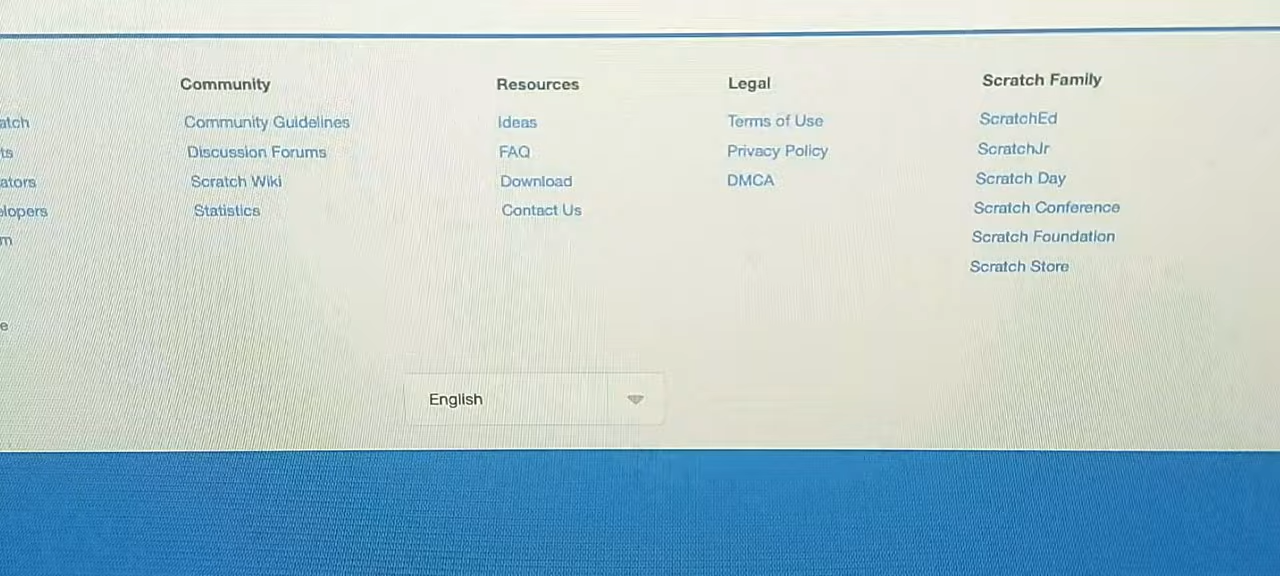 Community
Community Guidelines
Discussion Forums
Scratch Wiki
Statistics
Resources
Ideas
FAQ
Download
Contact Us
Legal
Terms of Use
Privacy Policy
DMCA
Scratch Family
ScratchEd
ScratchJr
Scratch Day
Scratch Conference
Scratch Foundation
Scratch Store
English